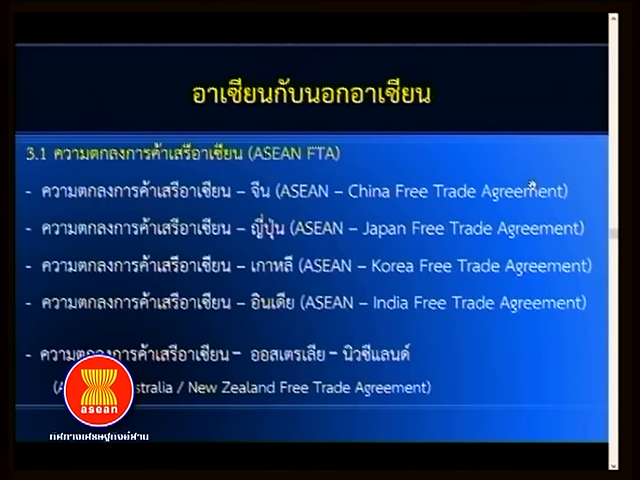 อาเซียนกับนอกอาเซียน
3.1 ความตกลงการค้าเสรีอาเซียน (ASEAN FTA)
- ความตกลงการค้าเสรีอาเซียน – จีน (ASEAN – China Free Trade Agreement)
- ความตกลงการค้าเสรีอาเซียน – ญี่ปุ่น (ASEAN – Japan Free Trade Agreement)
- ความตกลงการค้าเสรีอาเซียน – เกาหลี (ASEAN – Korea Free Trade Agreement)
- ความตกลงการค้าเสรีอาเซียน – อินเดีย (ASEAN – India Free Trade Agreement)
- ความตกลงการค้าเสรีอาเซียน – ออสเตรเลีย – นิวซีแลนด์
/ New Zealand Free Trade Agreement)
asean